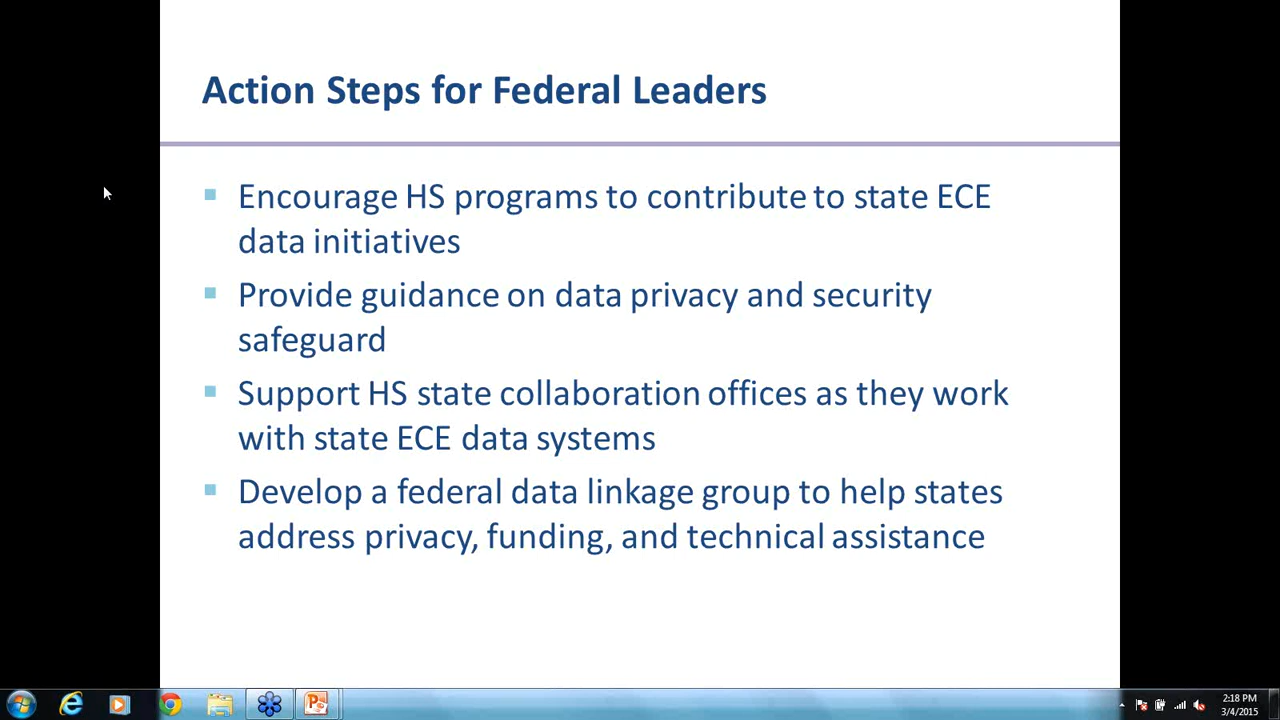 Action Steps for Federal Leaders
Encourage HS programs to contribute to state ECE
data initiatives
Provide guidance on data privacy and security
safeguard
Support HS state collaboration offices as they work
with state ECE data systems
Develop a federal data linkage group to help states
address privacy, funding, and technical assistance
2:18 PM
3/4/2015